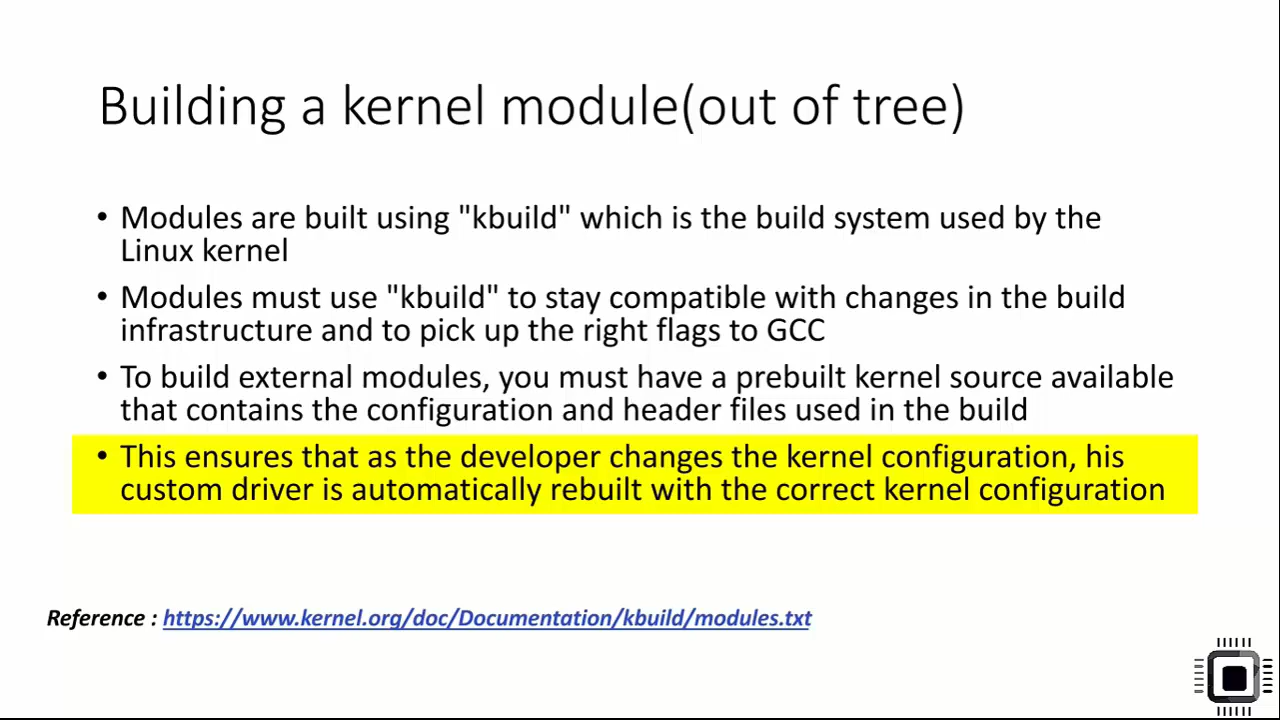 Building a kernel module(out of tree)
• Modules are built using "kbuild" which is the build system used by the
Linux kernel
• Modules must use "kbuild" to stay compatible with changes in the build
infrastructure and to pick up the right flags to GCC
• To build external modules, you must have a prebuilt kernel source available
that contains the configuration and header files used in the build
• This ensures that as the developer changes the kernel configuration, his
custom driver is automatically rebuilt with the correct kernel configuration
Reference : https://www.kernel.org/doc/Documentation/kbuild/modules.txt